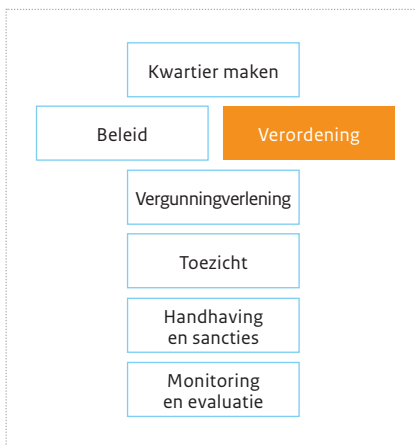 Kwartier maken
Beleid
Verordening
Vergunningverlening
Toezicht
Handhaving
en sancties
Monitoring
en evaluatie